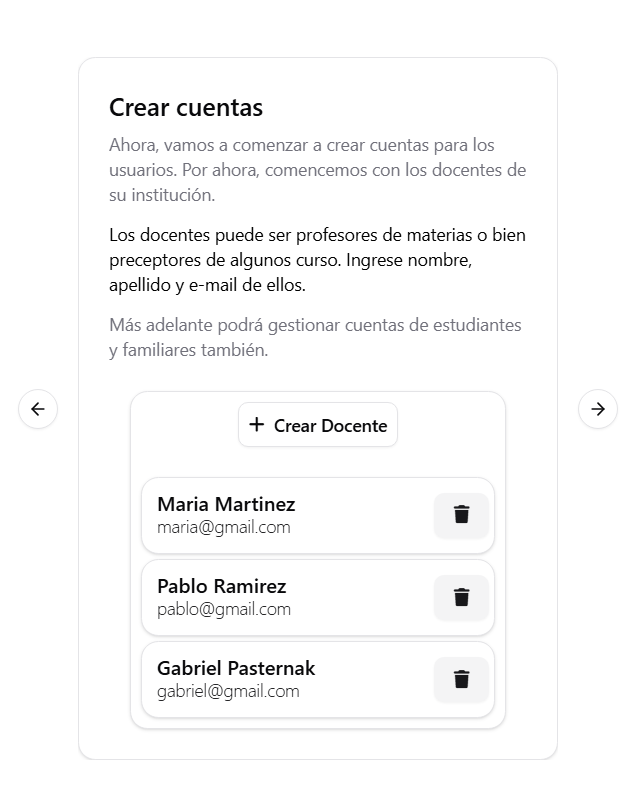 Crear cuentas
Ahora, vamos a comenzar a crear cuentas para los
usuarios. Por ahora, comencemos con los docentes de
su institución.
Los docentes puede ser profesores de materias o bien
preceptores de algunos curso. Ingrese nombre,
apellido y e-mail de ellos.
Más adelante podrá gestionar cuentas de estudiantes
y familiares también.
+ Crear Docente
Maria Martinez
maria@gmail.com
Pablo Ramirez
pablo@gmail.com
Gabriel Pasternak
gabriel@gmail.com